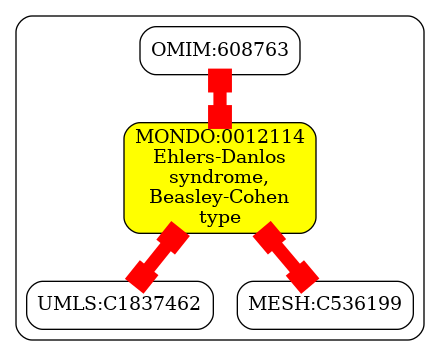 OMIM:608763
MONDO:0012114
Ehlers-Danlos
syndrome,
Beasley-Cohen
type
UMLS:C1837462
MESH:C536199